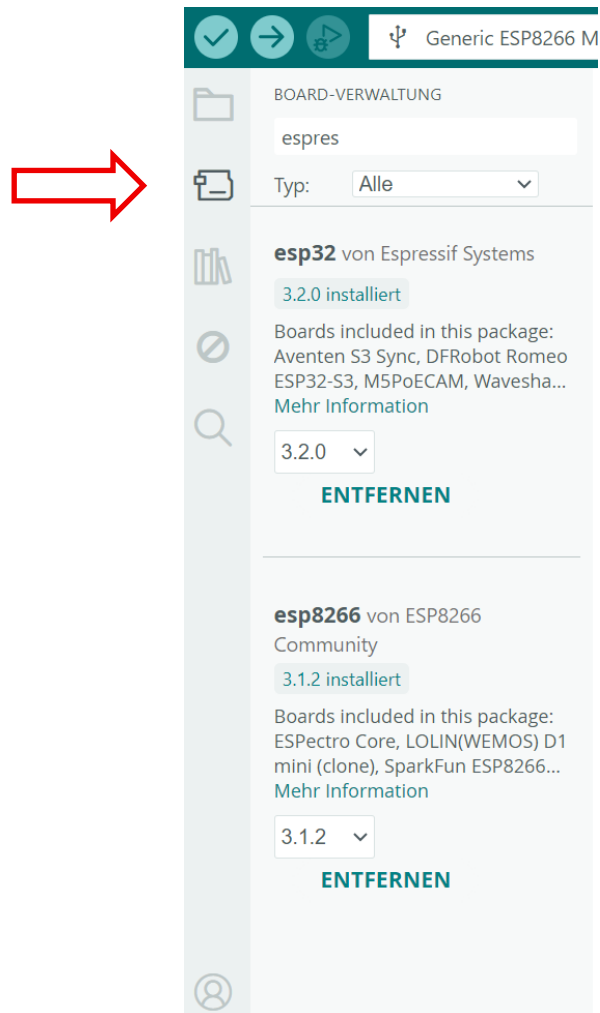 Generic ESP8266 M
BOARD-VERWALTUNG
espres
Typ: Alle
esp32 von Espressif Systems
3.2.0 installiert
Boards included in this package:
Aventen S3 Sync, DFRobot Romeo
ESP32-S3, M5PoECAM, Wavesha...
Mehr Information
3.2.0
ENTFERNEN
esp8266 von ESP8266
Community
3.1.2 installiert
Boards included in this package:
ESPectro Core, LOLIN(WEMOS) D1
mini (clone), SparkFun ESP8266...
Mehr Information
3.1.2
ENTFERNEN